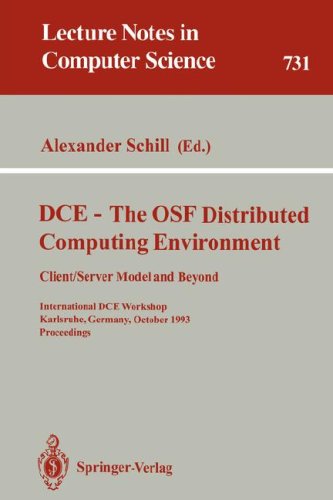 Lecture Notes in
Computer Science
731
Alexander Schill (Ed.)
DCE - The OSF Distributed
Computing Environment
Client/Server Model and Beyond
International DCE Workshop
Karlsruhe, Germany, October 1993
Proceedings
Springer-Verlag